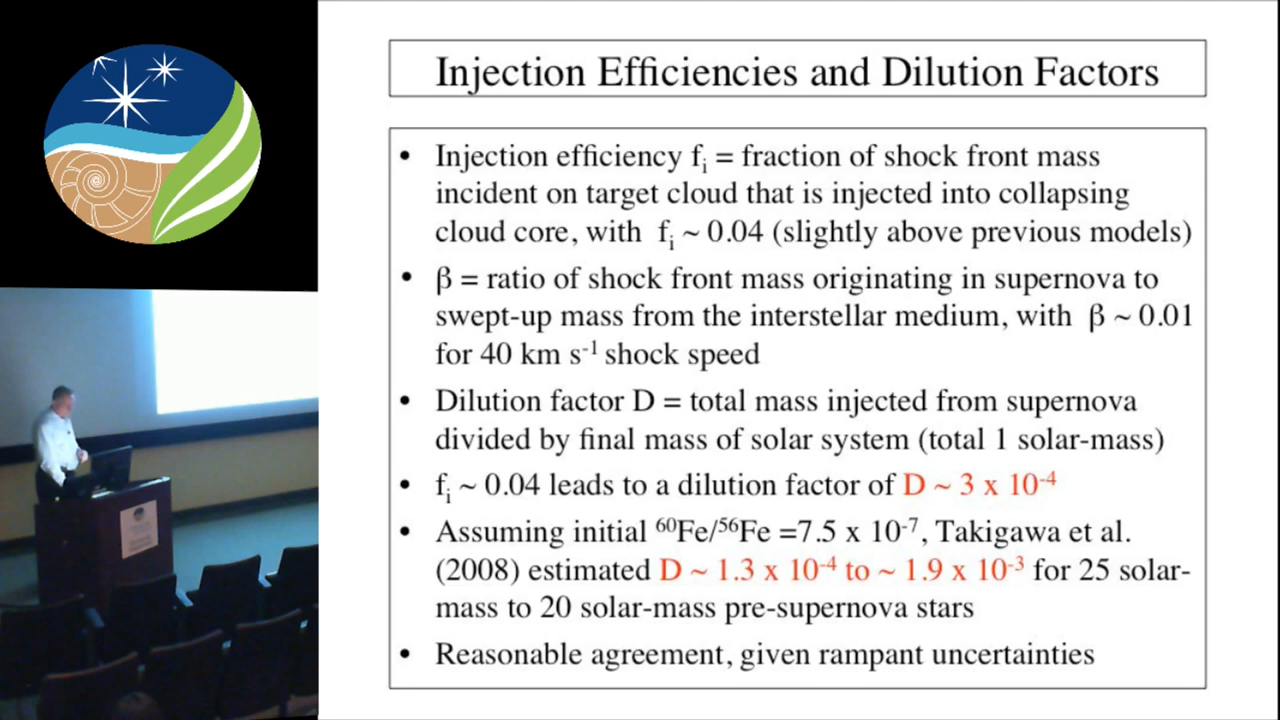 Injection Efficiencies and Dilution Factors
• Injection efficiency fᵢ = fraction of shock front mass
incident on target cloud that is injected into collapsing
cloud core, with fᵢ ~ 0.04 (slightly above previous models)
• β = ratio of shock front mass originating in supernova to
swept-up mass from the interstellar medium, with β ~ 0.01
for 40 km s⁻¹ shock speed
• Dilution factor D = total mass injected from supernova
divided by final mass of solar system (total 1 solar-mass)
• fᵢ ~ 0.04 leads to a dilution factor of D ~ 3 x 10⁻⁴
• Assuming initial ⁶⁰Fe/⁵⁶Fe =7.5 x 10⁻⁷, Takigawa et al.
(2008) estimated D ~ 1.3 x 10⁻⁴ to ~ 1.9 x 10⁻³ for 25 solar-
mass to 20 solar-mass pre-supernova stars
• Reasonable agreement, given rampant uncertainties